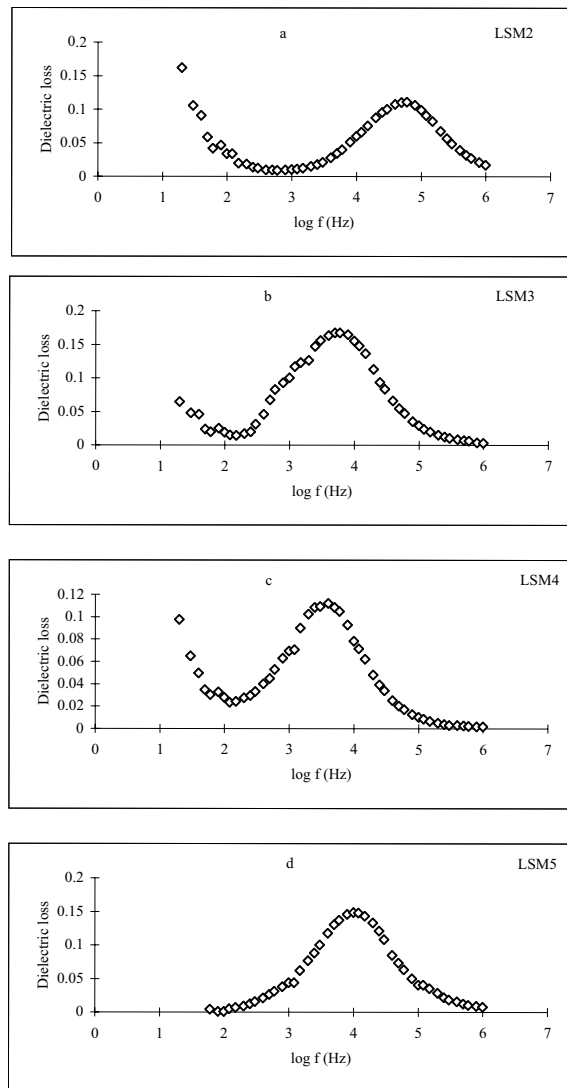 a LSM2
0.2
0.15
0.1
0.05
0
Dielectric loss
0 1 2 3 4 5 6 7
log f (Hz)
b LSM3
0.2
0.15
0.1
0.05
0
Dielectric loss
0 1 2 3 4 5 6 7
log f (Hz)
c LSM4
0.12
0.1
0.08
0.06
0.04
0.02
0
Dielectric loss
0 1 2 3 4 5 6 7
log f (Hz)
d LSM5
0.2
0.15
0.1
0.05
0
Dielectric loss
0 1 2 3 4 5 6 7
log f (Hz)